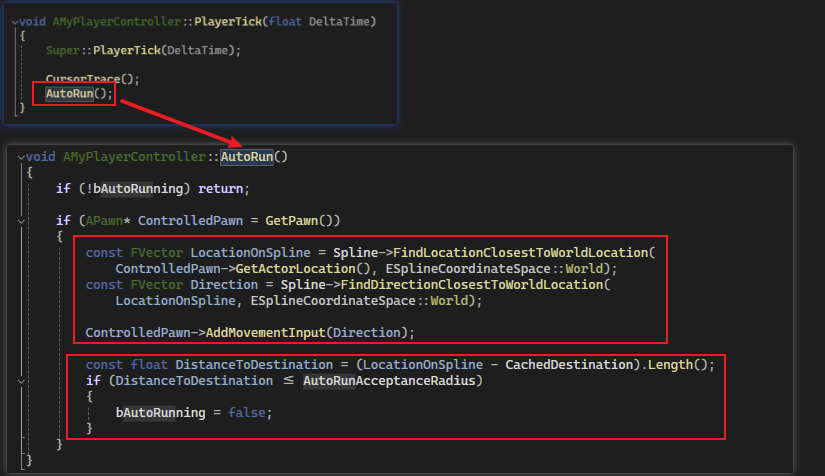 void AMyPlayerController::PlayerTick(float DeltaTime)
{
Super::PlayerTick(DeltaTime);
CursorTrace();
AutoRun();
}
void AMyPlayerController::AutoRun()
{
if (!bAutoRunning) return;
if (APawn* ControlledPawn = GetPawn())
{
const FVector LocationOnSpline = Spline->FindLocationClosestToWorldLocation(
ControlledPawn->GetActorLocation(), ESplineCoordinateSpace::World);
const FVector Direction = Spline->FindDirectionClosestToWorldLocation(
LocationOnSpline, ESplineCoordinateSpace::World);
ControlledPawn->AddMovementInput(Direction);
const float DistanceToDestination = (LocationOnSpline - CachedDestination).Length();
if (DistanceToDestination ≤ AutoRunAcceptanceRadius)
{
bAutoRunning = false;
}
}
}